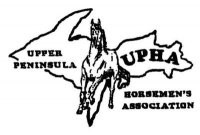 UPPER
PENINSULA
UPHA
HORSEMEN'S
ASSOCIATION